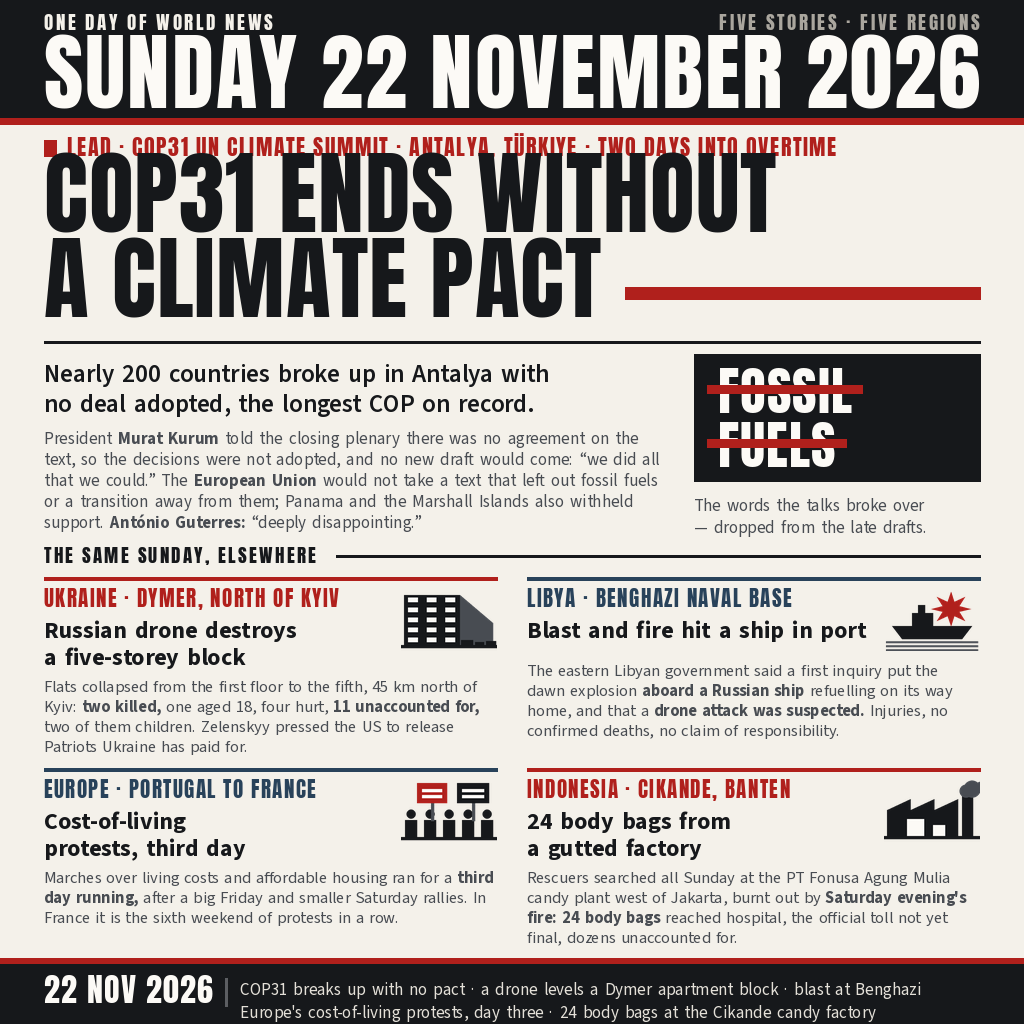 ONE DAY OF WORLD NEWS
FIVE STORIES · FIVE REGIONS
SUNDAY 22 NOVEMBER 2026
LEAD · COP31 UN CLIMATE SUMMIT · ANTALYA, TÜRKIYE · TWO DAYS INTO OVERTIME
COP31 ENDS WITHOUT
A CLIMATE PACT
Nearly 200 countries broke up in Antalya with
no deal adopted, the longest COP on record.
President Murat Kurum told the closing plenary there was no agreement on the
text, so the decisions were not adopted, and no new draft would come: “we did all
that we could.” The European Union would not take a text that left out fossil fuels
or a transition away from them; Panama and the Marshall Islands also withheld
support. António Guterres: “deeply disappointing.”
FOSSIL
FUELS
The words the talks broke over
— dropped from the late drafts.
THE SAME SUNDAY, ELSEWHERE
UKRAINE · DYMER, NORTH OF KYIV
Russian drone destroys
a five-storey block
Flats collapsed from the first floor to the fifth, 45 km north of
Kyiv: two killed, one aged 18, four hurt, 11 unaccounted for,
two of them children. Zelenskyy pressed the US to release
Patriots Ukraine has paid for.
LIBYA · BENGHAZI NAVAL BASE
Blast and fire hit a ship in port
The eastern Libyan government said a first inquiry put the
dawn explosion aboard a Russian ship refuelling on its way
home, and that a drone attack was suspected. Injuries, no
confirmed deaths, no claim of responsibility.
EUROPE · PORTUGAL TO FRANCE
Cost-of-living
protests, third day
Marches over living costs and affordable housing ran for a third
day running, after a big Friday and smaller Saturday rallies. In
France it is the sixth weekend of protests in a row.
INDONESIA · CIKANDE, BANTEN
24 body bags from
a gutted factory
Rescuers searched all Sunday at the PT Fonusa Agung Mulia
candy plant west of Jakarta, burnt out by Saturday evening's
fire: 24 body bags reached hospital, the official toll not yet
final, dozens unaccounted for.
22 NOV 2026
COP31 breaks up with no pact · a drone levels a Dymer apartment block · blast at Benghazi
Europe's cost-of-living protests, day three · 24 body bags at the Cikande candy factory